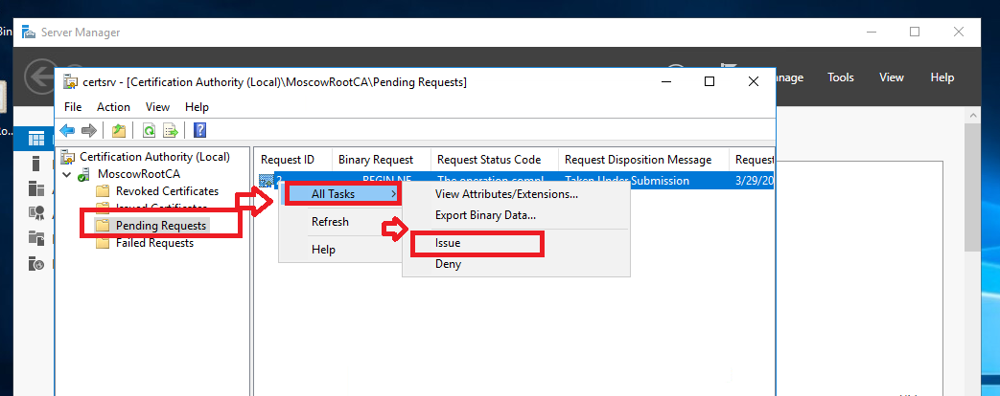 Bin
Server Manager
nage Tools View Help
certsrv - [Certification Authority (Local)\MoscowRootCA\Pending Requests]
File Action View Help
Ro...
Certification Authority (Local)
MoscowRootCA
Revoked Certificates
Issued Certificates
Pending Requests
Failed Requests
Request ID Binary Request Request Status Code Request Disposition Message Request
2 BEGIN NE The operation compl Taken Under Submission 3/29/20
All Tasks
Refresh
Help
View Attributes/Extensions...
Export Binary Data...
Issue
Deny